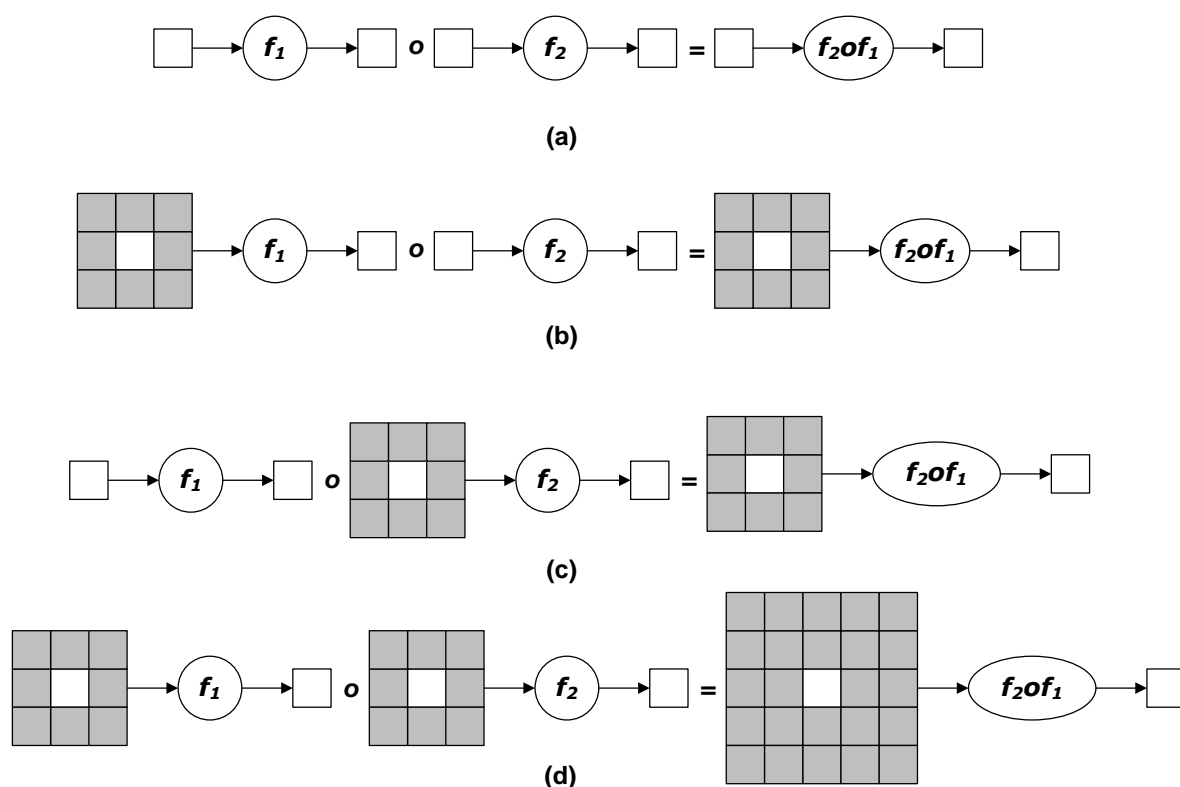 f₁ o f₂ = f₂of₁
(a)
f₁ o f₂ = f₂of₁
(b)
f₁ o f₂ = f₂of₁
(c)
f₁ o f₂ = f₂of₁
(d)